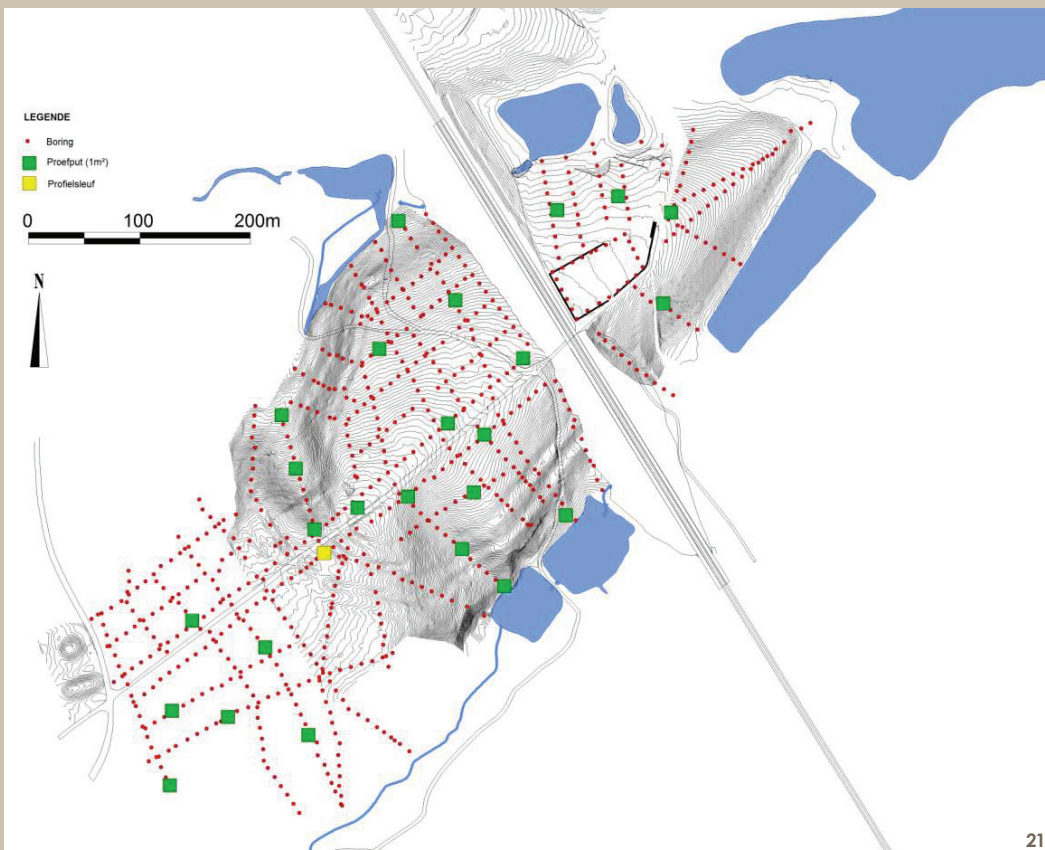 LEGENDE
Boring
Proefput (1m²)
Profielsleuf
0 100 200m
N
21